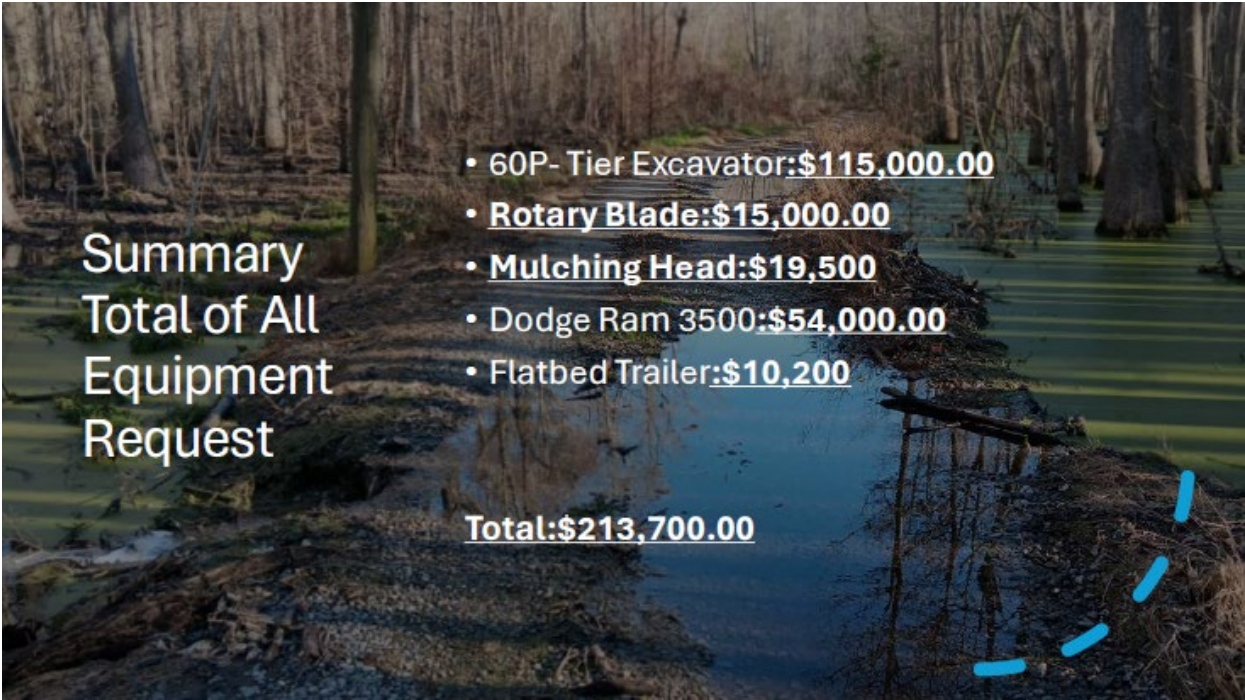 Summary
Total of All
Equipment
Request
• 60P- Tier Excavator:$115,000.00
• Rotary Blade:$15,000.00
• Mulching Head:$19,500
• Dodge Ram 3500:$54,000.00
• Flatbed Trailer:$10,200
Total:$213,700.00